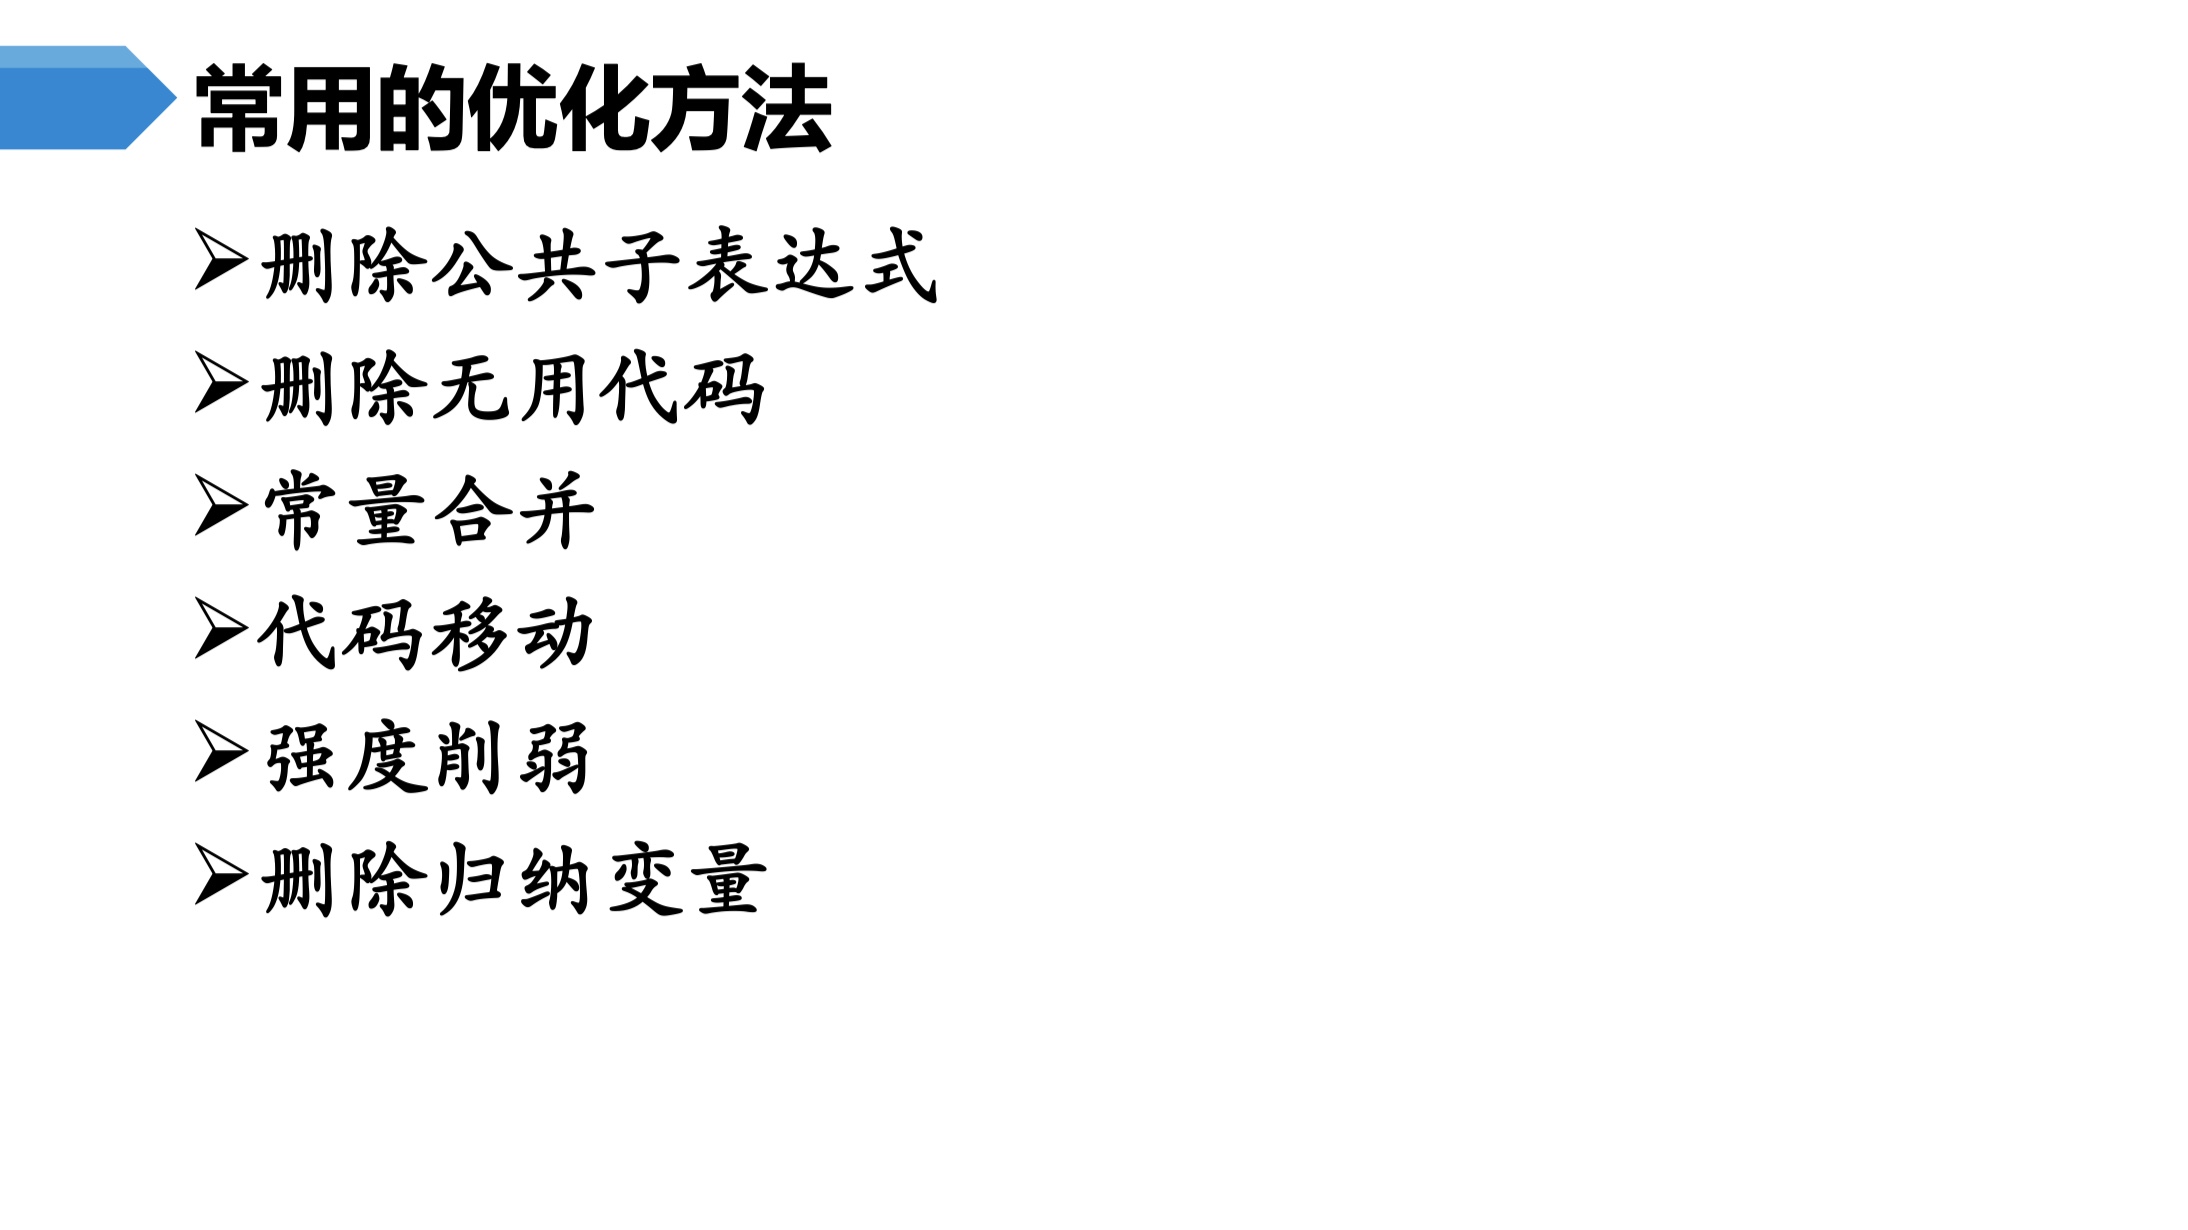 常用的优化方法
➢删除公共子表达式
➢删除无用代码
➢常量合并
➢代码移动
➢强度削弱
➢删除归纳变量